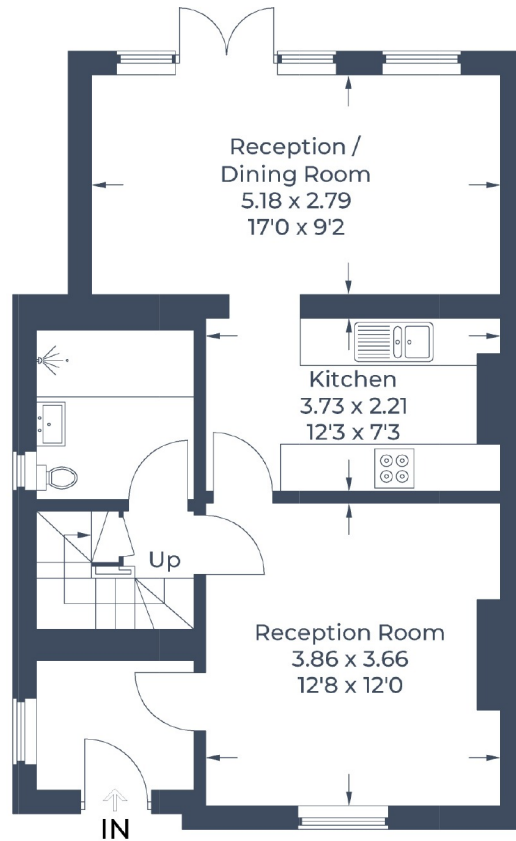 Reception /
Dining Room
5.18 x 2.79
17'0 x 9'2
Kitchen
3.73 x 2.21
12'3 x 7'3
Up
Reception Room
3.86 x 3.66
12'8 x 12'0
IN